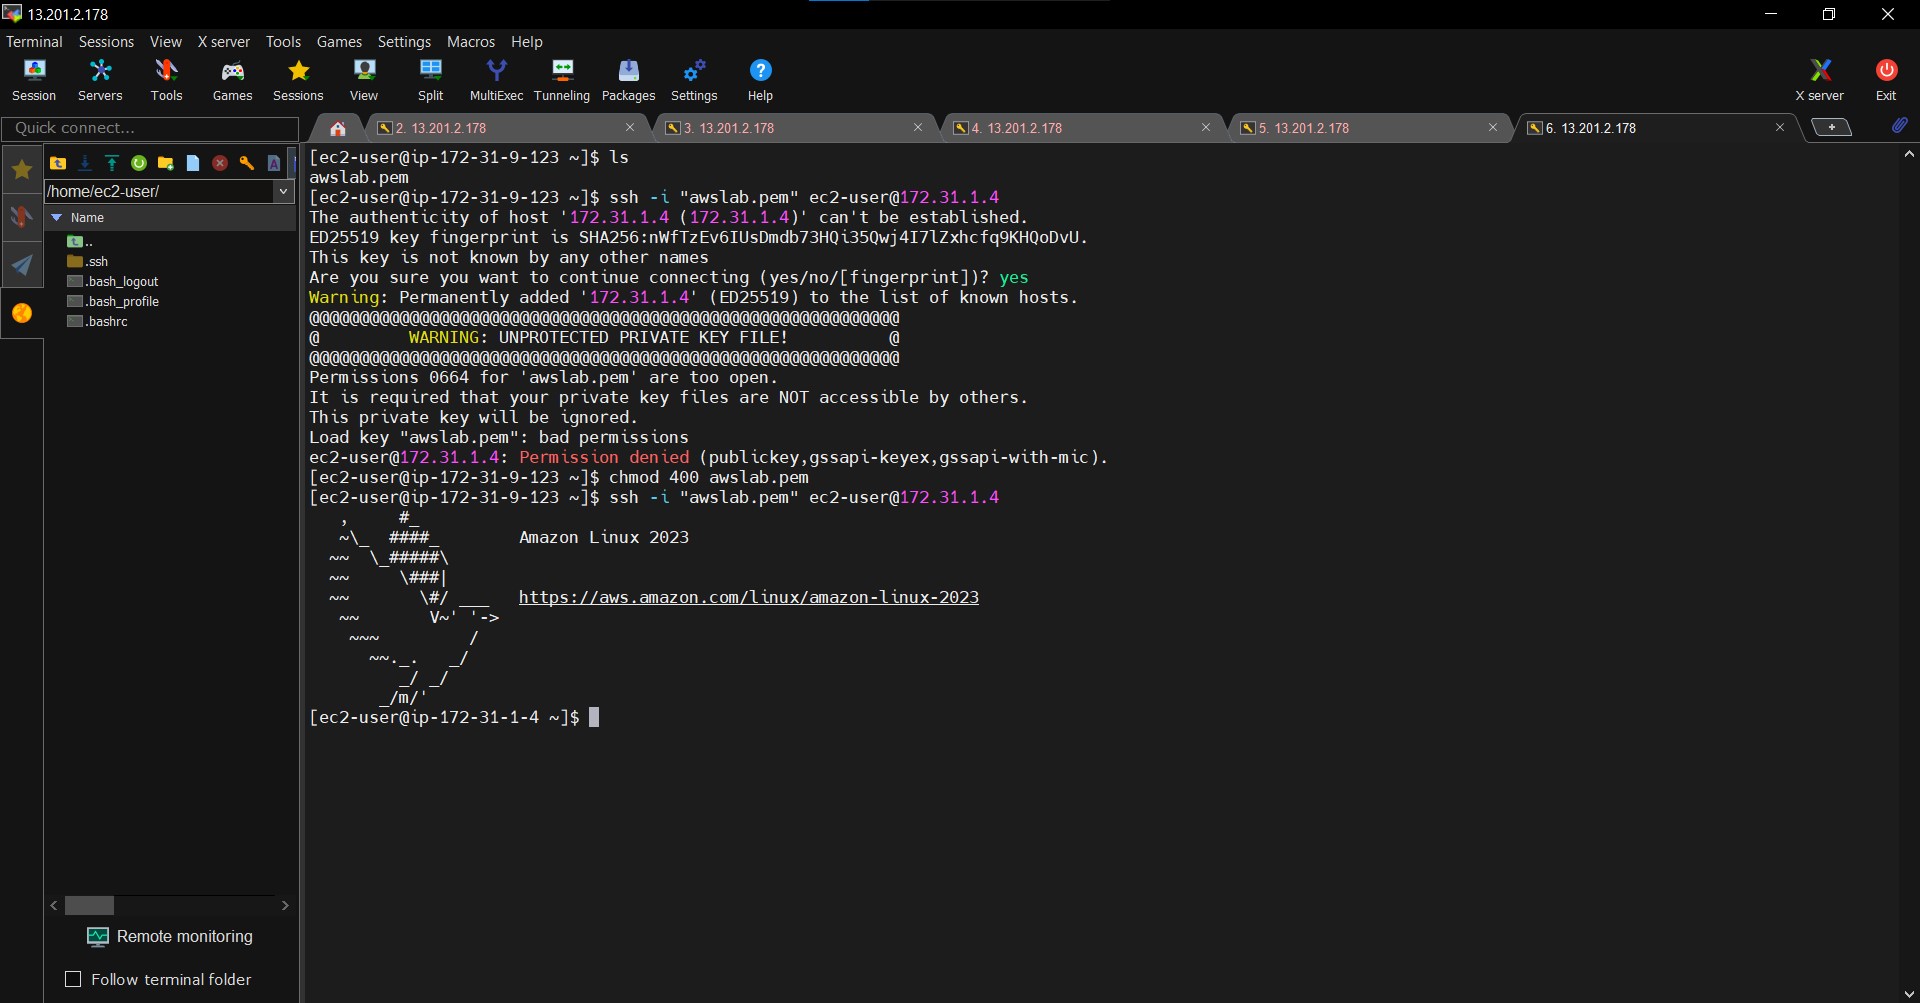 13.201.2.178
Terminal Sessions View X server Tools Games Settings Macros Help
Session Servers Tools Games Sessions View Split MultiExec Tunneling Packages Settings Help X server Exit
Quick connect...
2. 13.201.2.178 3. 13.201.2.178 4. 13.201.2.178 5. 13.201.2.178 6. 13.201.2.178
/home/ec2-user/
Name
..
.ssh
.bash_logout
.bash_profile
.bashrc
Remote monitoring
Follow terminal folder
[ec2-user@ip-172-31-9-123 ~]$ ls
awslab.pem
[ec2-user@ip-172-31-9-123 ~]$ ssh -i "awslab.pem" ec2-user@172.31.1.4
The authenticity of host '172.31.1.4 (172.31.1.4)' can't be established.
ED25519 key fingerprint is SHA256:nWfTzEv6IUsDmdb73HQi35Qwj4I7lZxhcfq9KHQoDvU.
This key is not known by any other names
Are you sure you want to continue connecting (yes/no/[fingerprint])? yes
Warning: Permanently added '172.31.1.4' (ED25519) to the list of known hosts.
@@@@@@@@@@@@@@@@@@@@@@@@@@@@@@@@@@@@@@@@@@@@@@@@@@@@@@@@@@@
@         WARNING: UNPROTECTED PRIVATE KEY FILE!          @
@@@@@@@@@@@@@@@@@@@@@@@@@@@@@@@@@@@@@@@@@@@@@@@@@@@@@@@@@@@
Permissions 0664 for 'awslab.pem' are too open.
It is required that your private key files are NOT accessible by others.
This private key will be ignored.
Load key "awslab.pem": bad permissions
ec2-user@172.31.1.4: Permission denied (publickey,gssapi-keyex,gssapi-with-mic).
[ec2-user@ip-172-31-9-123 ~]$ chmod 400 awslab.pem
[ec2-user@ip-172-31-9-123 ~]$ ssh -i "awslab.pem" ec2-user@172.31.1.4
   ,     #_
   ~\_  ####_        Amazon Linux 2023
  ~~  \_#####\
  ~~     \###|
  ~~       \#/ ___   https://aws.amazon.com/linux/amazon-linux-2023
   ~~       V~' '->
    ~~~         /
      ~~._.   _/
         _/ _/
       _/m/'
[ec2-user@ip-172-31-1-4 ~]$